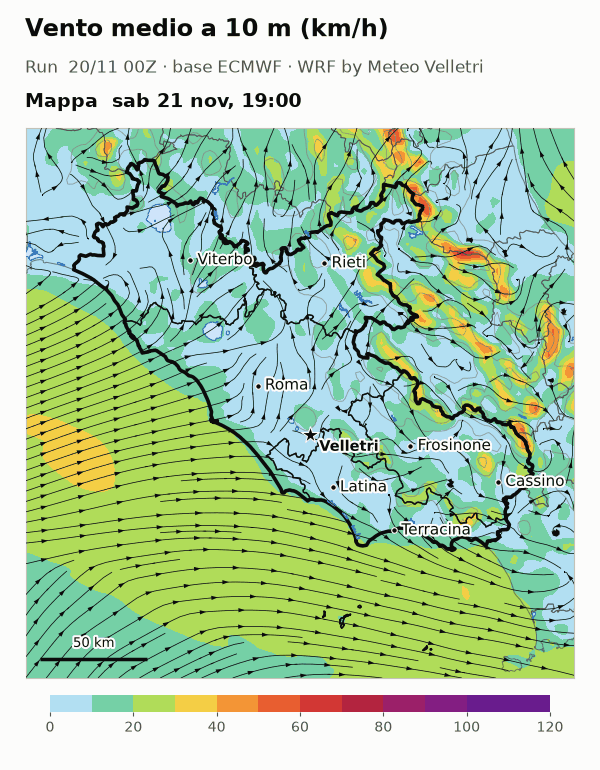 Vento medio a 10 m (km/h)
Run  20/11 00Z · base ECMWF · WRF by Meteo Velletri
Mappa  sab 21 nov, 19:00
Viterbo
Rieti
Roma
Velletri
Frosinone
Latina
Cassino
Terracina
50 km
0 20 40 60 80 100 120